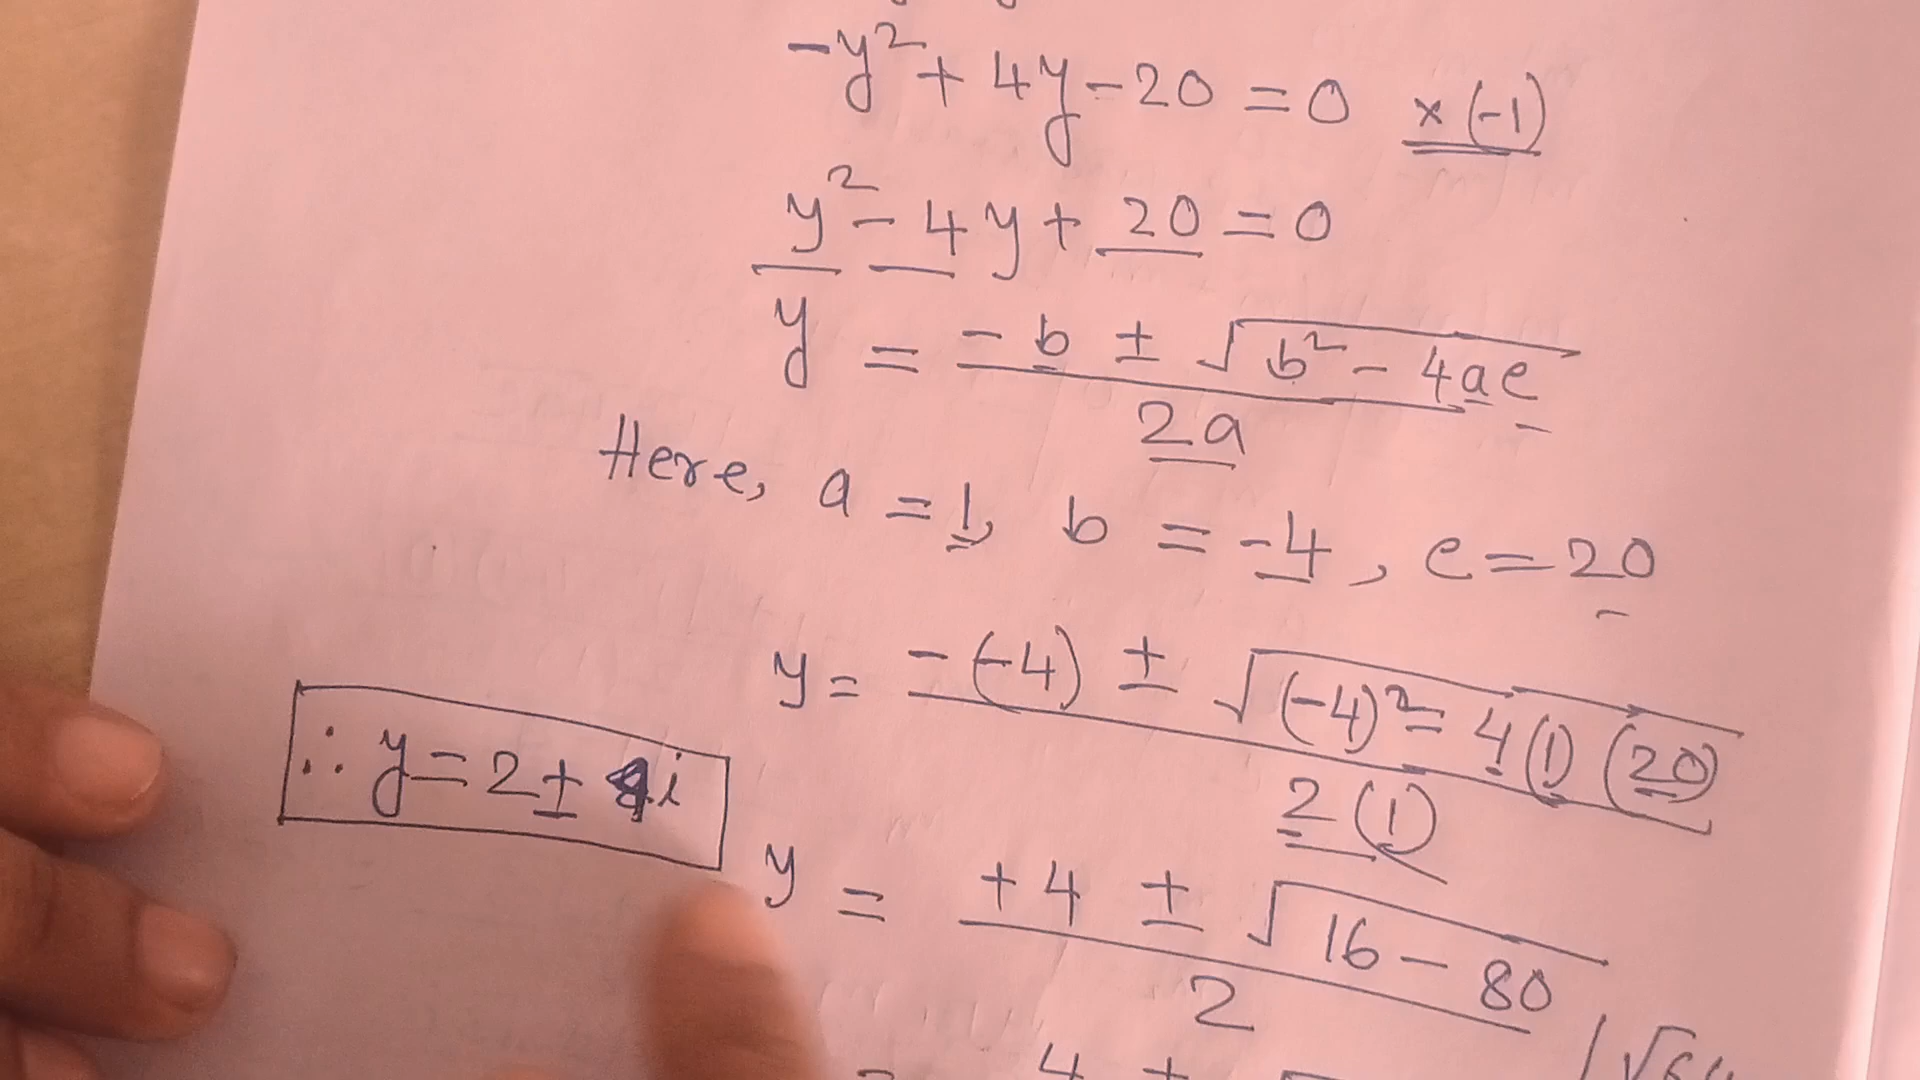 -y² + 4y - 20 = 0 × (-1)
y² - 4y + 20 = 0
y = -b ± √b² - 4ac
2a
Here, a = 1, b = -4, c = 20
y = -(-4) ± √(-4)² - 4(1)(20)
2(1)
∴ y = 2 ± 4i
y = +4 ± √16 - 80
2
4 ±